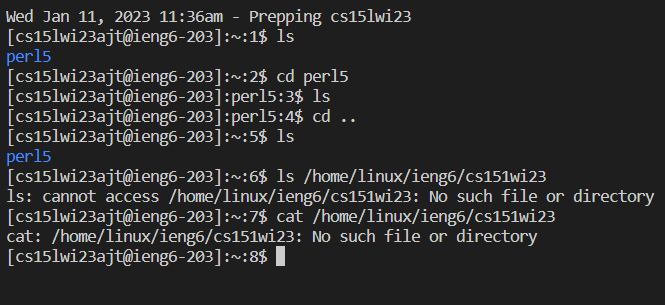 Wed Jan 11, 2023 11:36am - Prepping cs15lwi23
[cs15lwi23ajt@ieng6-203]:~:1$ ls
perl5
[cs15lwi23ajt@ieng6-203]:~:2$ cd perl5
[cs15lwi23ajt@ieng6-203]:perl5:3$ ls
[cs15lwi23ajt@ieng6-203]:perl5:4$ cd ..
[cs15lwi23ajt@ieng6-203]:~:5$ ls
perl5
[cs15lwi23ajt@ieng6-203]:~:6$ ls /home/linux/ieng6/cs151wi23
ls: cannot access /home/linux/ieng6/cs151wi23: No such file or directory
[cs15lwi23ajt@ieng6-203]:~:7$ cat /home/linux/ieng6/cs151wi23
cat: /home/linux/ieng6/cs151wi23: No such file or directory
[cs15lwi23ajt@ieng6-203]:~:8$